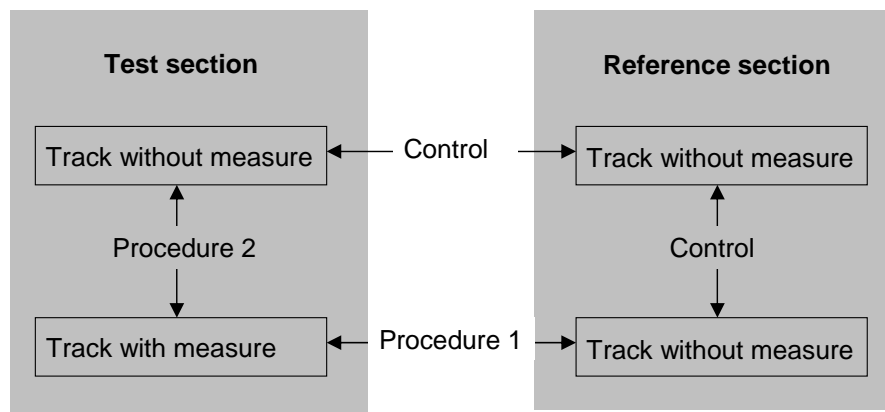 Test section
Reference section
Track without measure
Control
Track without measure
Procedure 2
Control
Track with measure
Procedure 1
Track without measure